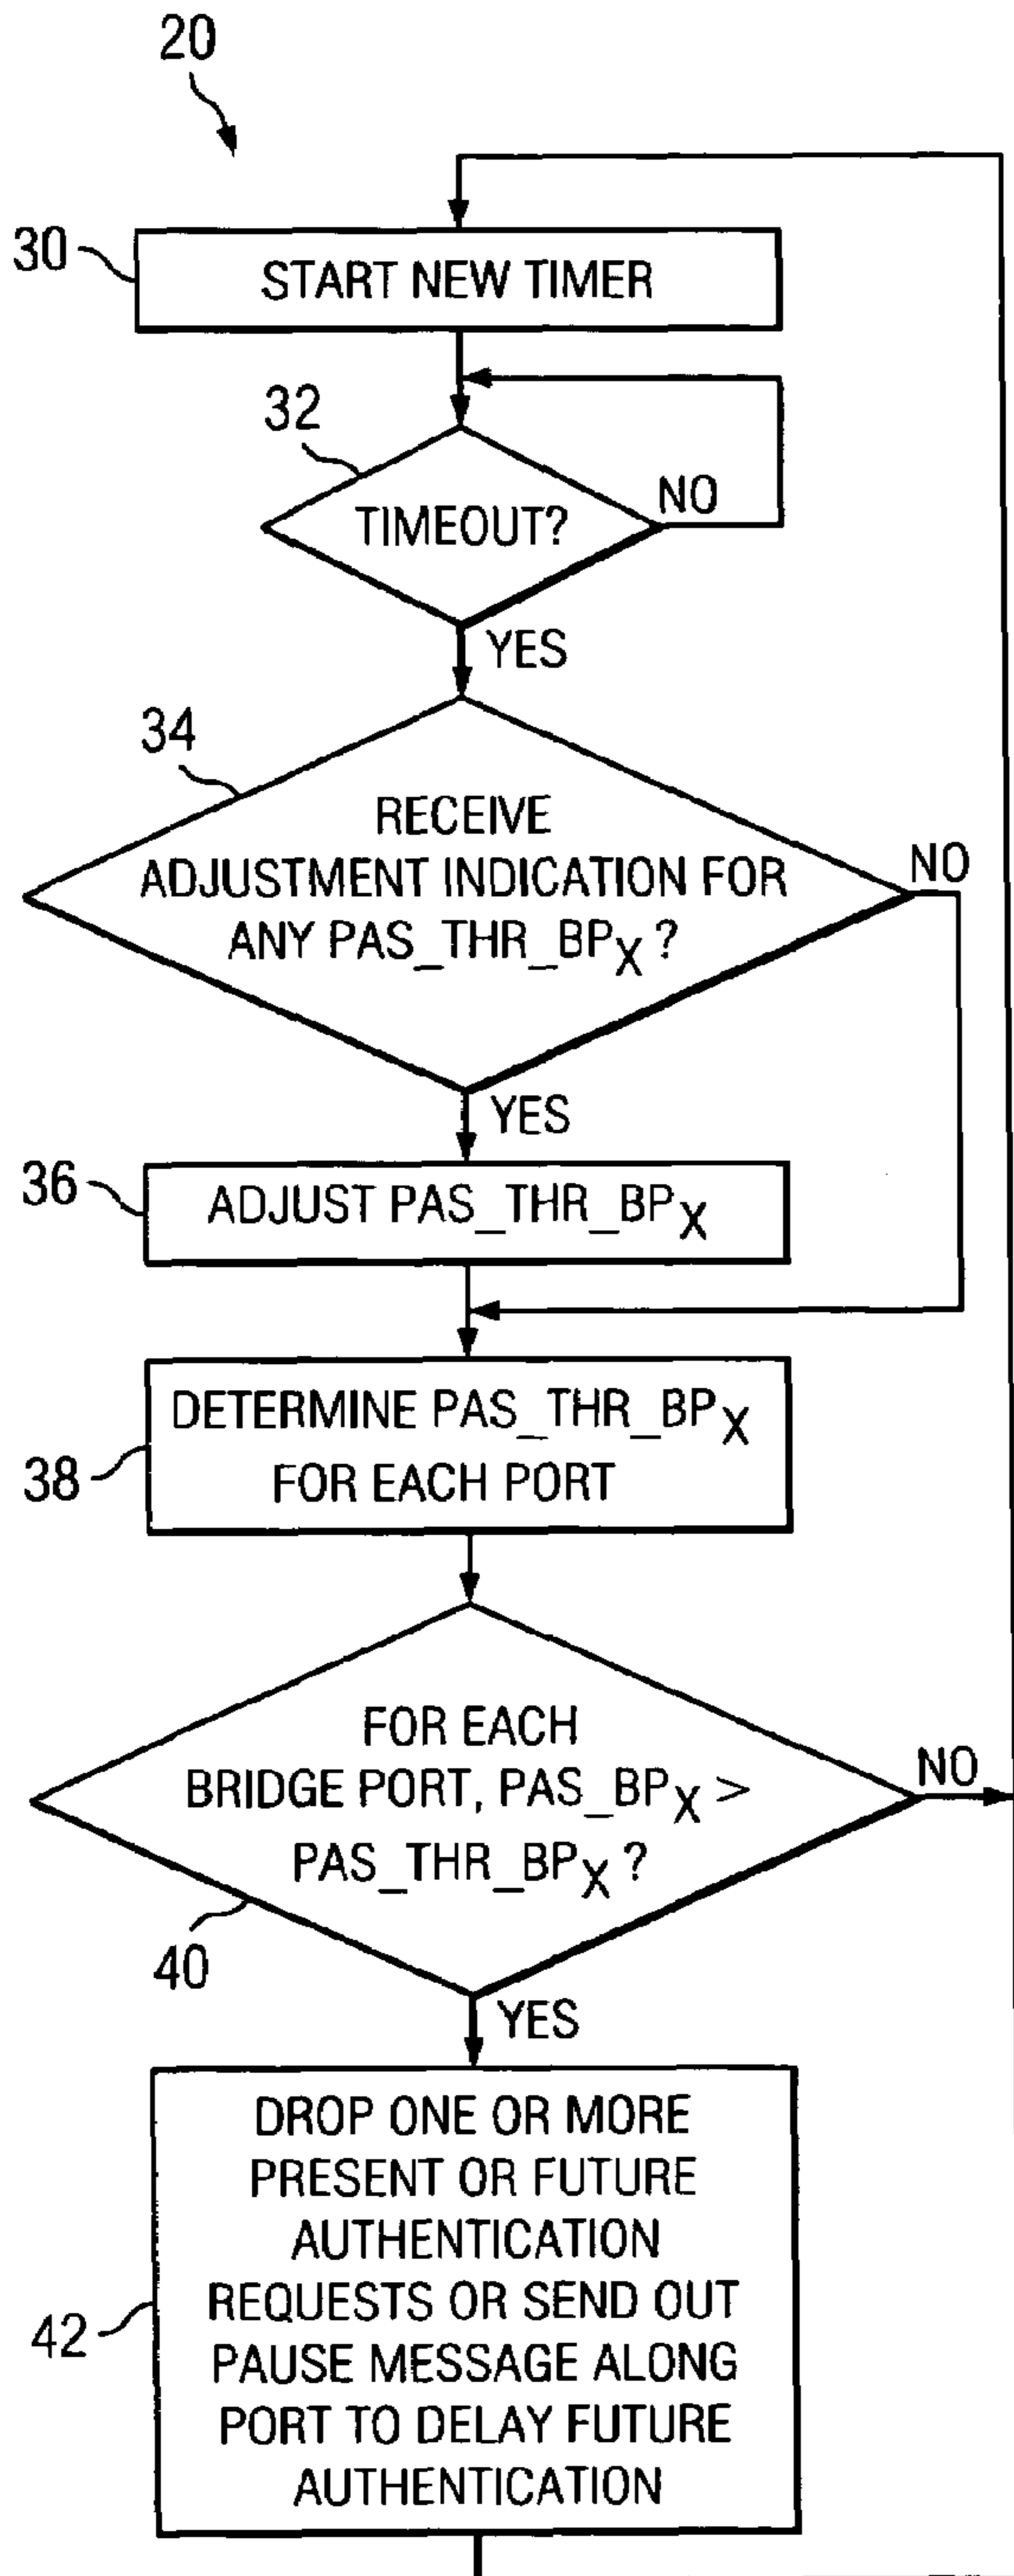 20
30
START NEW TIMER
32
TIMEOUT?
NO
YES
34
RECEIVE
ADJUSTMENT INDICATION FOR
ANY PAS_THR_BPX ?
NO
YES
36
ADJUST PAS_THR_BPX
38
DETERMINE PAS_THR_BPX
FOR EACH PORT
FOR EACH
BRIDGE PORT, PAS_BPX >
PAS_THR_BPX ?
NO
40
YES
42
DROP ONE OR MORE
PRESENT OR FUTURE
AUTHENTICATION
REQUESTS OR SEND OUT
PAUSE MESSAGE ALONG
PORT TO DELAY FUTURE
AUTHENTICATION